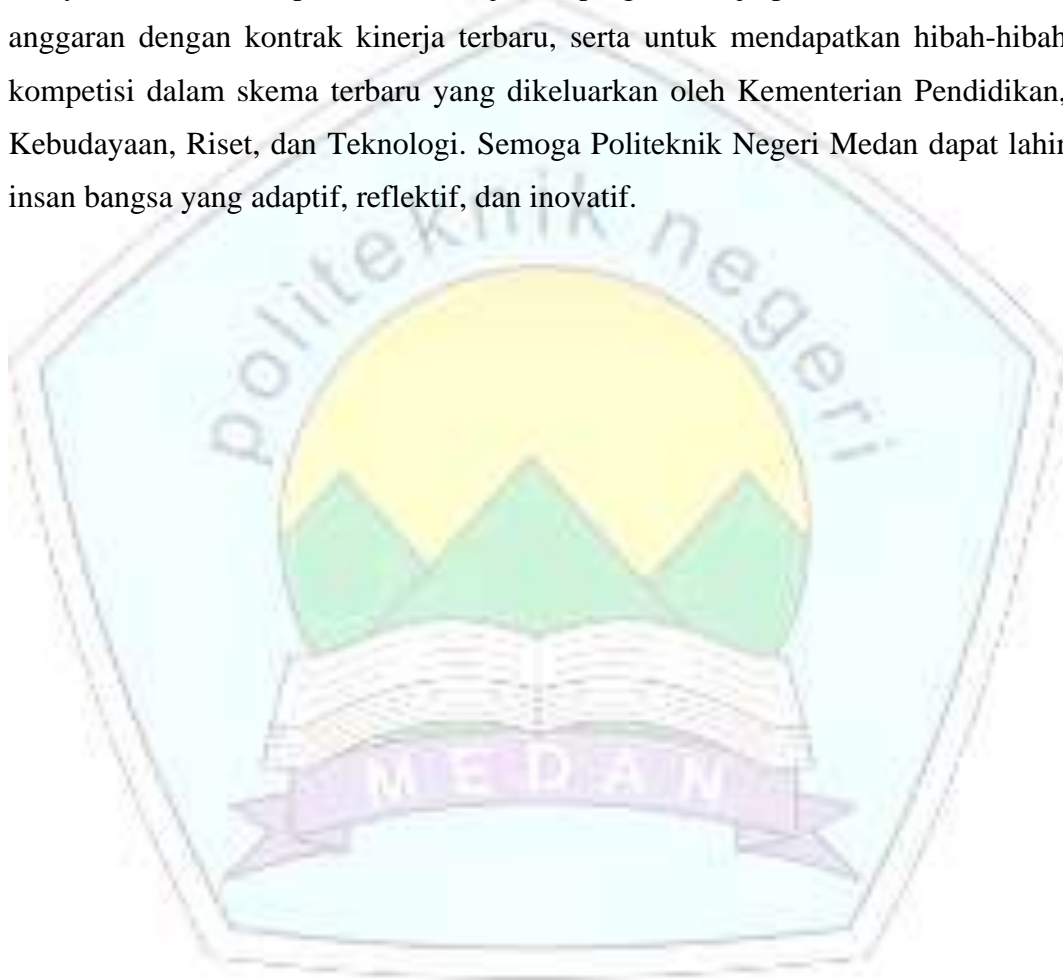 anggaran dengan kontrak kinerja terbaru, serta untuk mendapatkan hibah-hibah
kompetisi dalam skema terbaru yang dikeluarkan oleh Kementerian Pendidikan,
Kebudayaan, Riset, dan Teknologi. Semoga Politeknik Negeri Medan dapat lahir
insan bangsa yang adaptif, reflektif, dan inovatif.
politeknik negeri
MEDAN